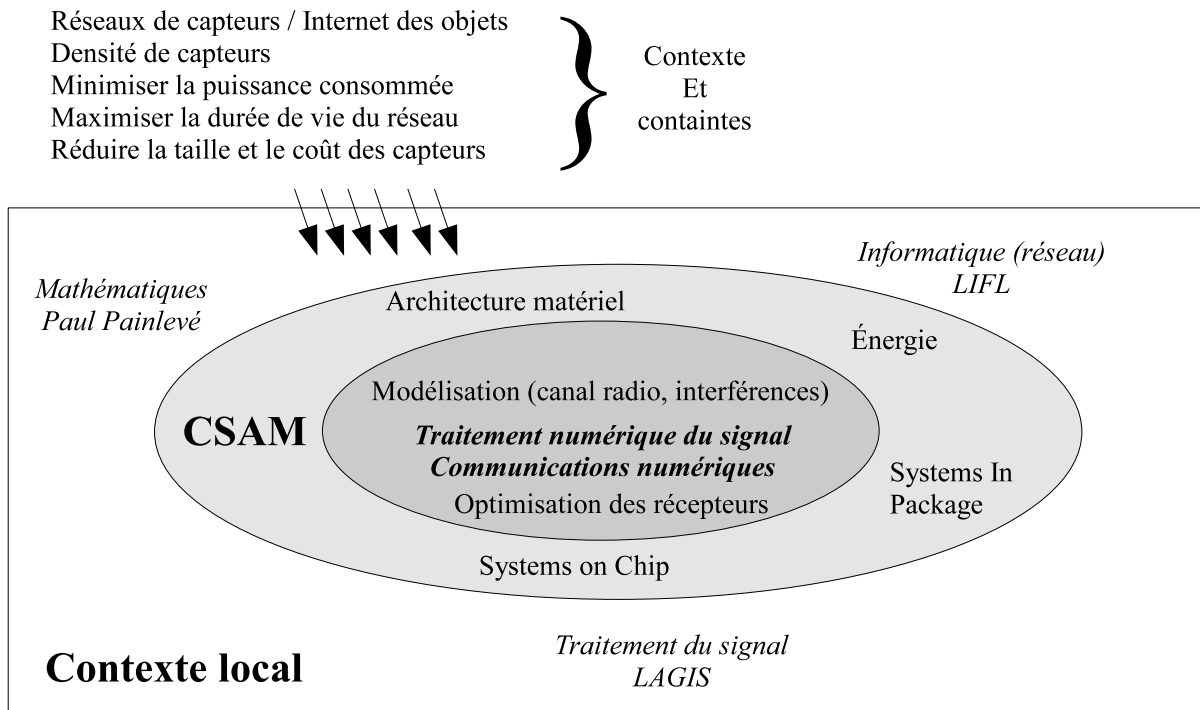 Réseaux de capteurs / Internet des objets
Densité de capteurs
Minimiser la puissance consommée
Maximiser la durée de vie du réseau
Réduire la taille et le coût des capteurs
Contexte
Et
containtes
Informatique (réseau)
LIFL
Mathématiques
Paul Painlevé
Architecture matériel
Énergie
Modélisation (canal radio, interférences)
CSAM
Traitement numérique du signal
Communications numériques
Optimisation des récepteurs
Systems In
Package
Systems on Chip
Traitement du signal
LAGIS
Contexte local